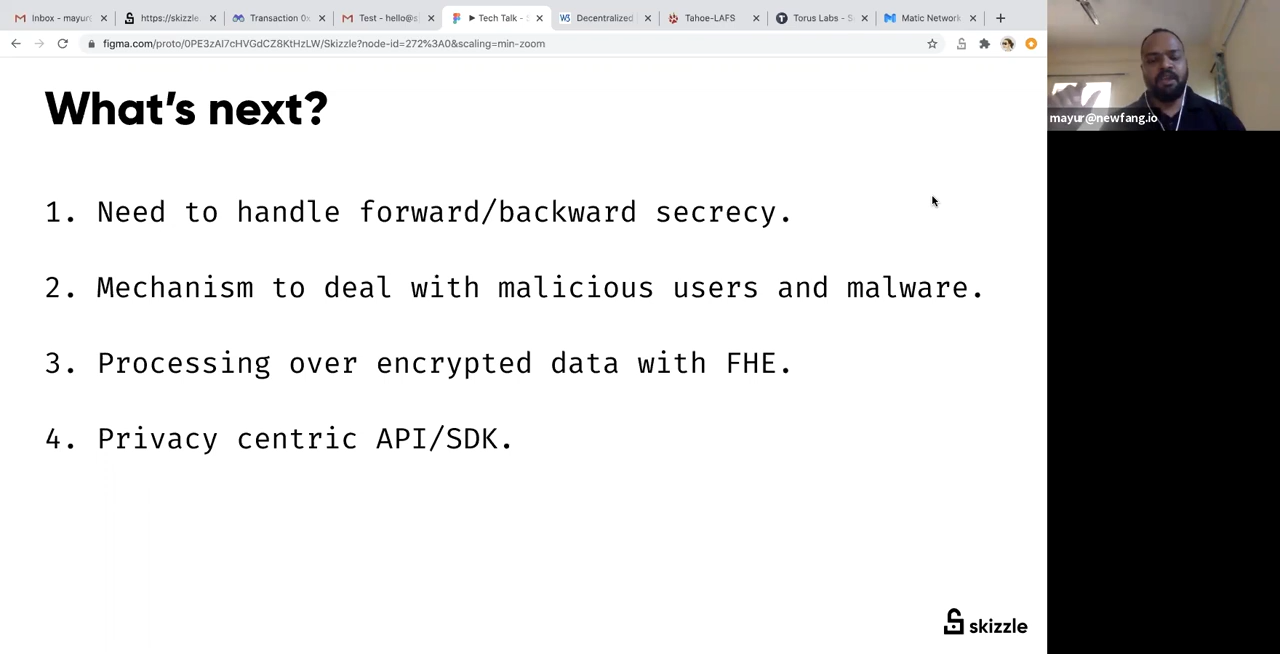 Inbox - mayur(
https://skizzle.
Transaction 0x
Test - hello@s
► Tech Talk - S
Decentralized
Tahoe-LAFS
Torus Labs - S
Matic Network
figma.com/proto/0PE3zAI7cHVGdCZ8KtHzLW/Skizzle?node-id=272%3A0&scaling=min-zoom
mayur@newfang.io
What's next?
1. Need to handle forward/backward secrecy.
2. Mechanism to deal with malicious users and malware.
3. Processing over encrypted data with FHE.
4. Privacy centric API/SDK.
skizzle